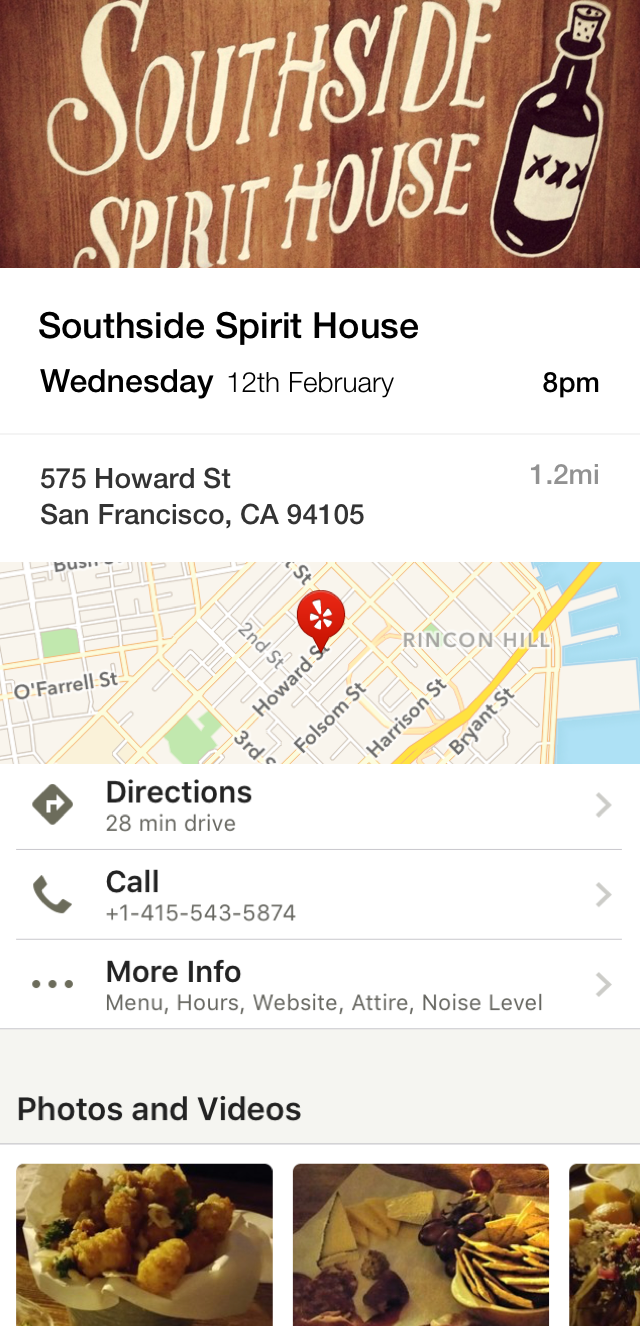 SOUTHSIDE
SPIRIT HOUSE
XXX
Southside Spirit House
Wednesday 12th February 8pm
575 Howard St 1.2mi
San Francisco, CA 94105
RINCON HILL
2nd St
Howard St
O'Farrell St
Folsom St
Harrison St
Bryant St
3rd S
Directions
28 min drive
Call
+1-415-543-5874
More Info
Menu, Hours, Website, Attire, Noise Level
Photos and Videos